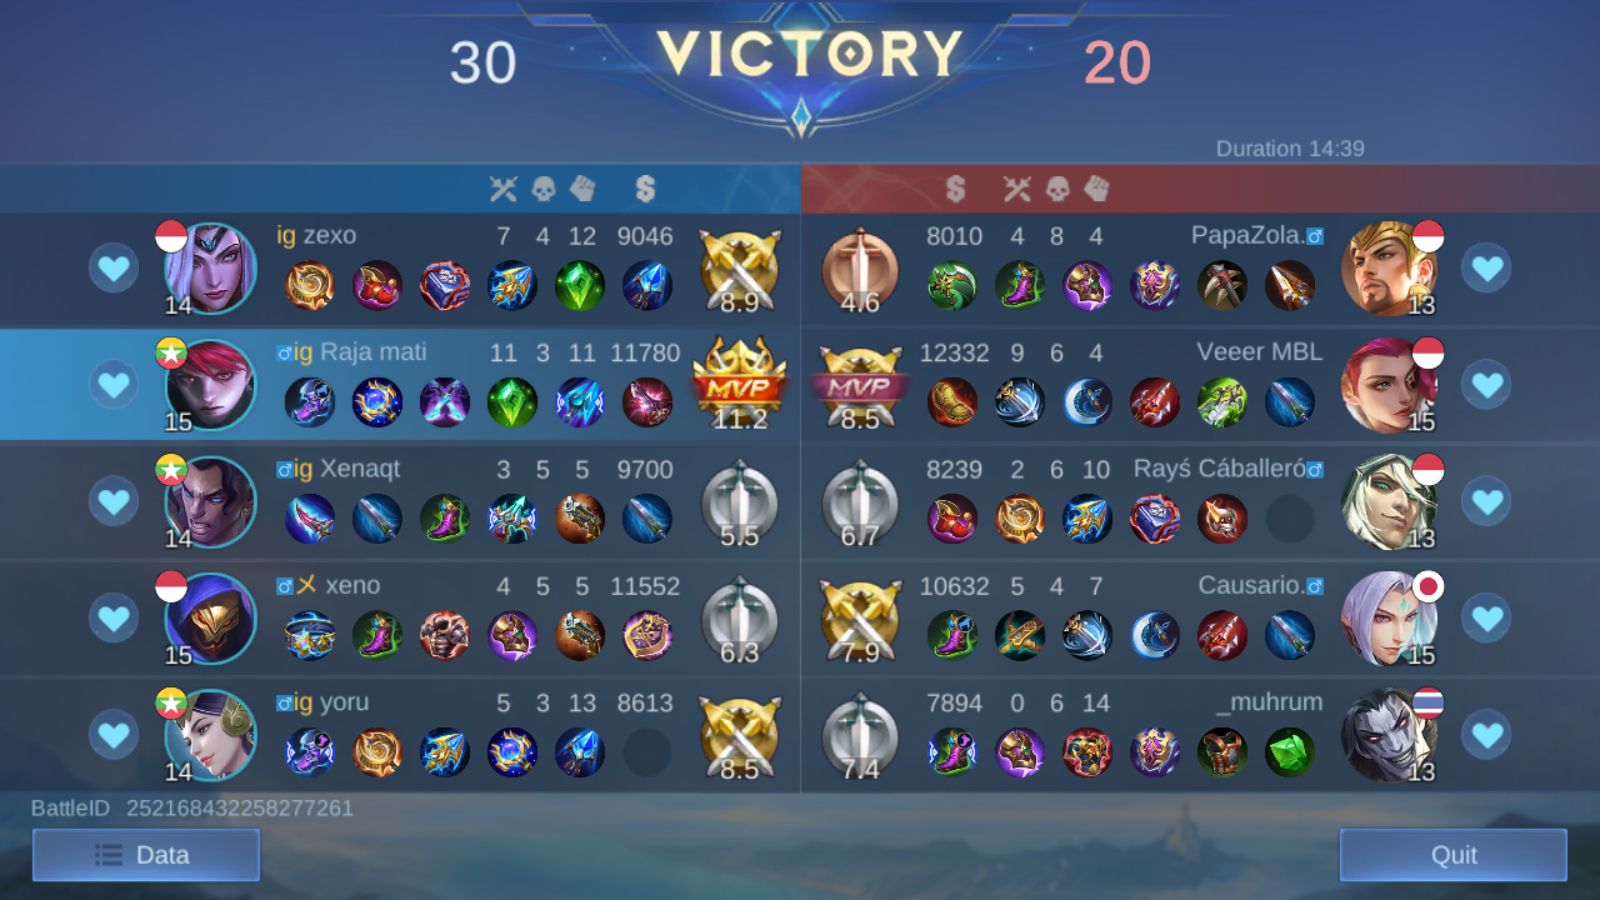 30 VICTORY 20
Duration 14:39
ig zexo 7 4 12 9046 8.9 14
4.6 8010 4 8 4 PapaZola. 13
ig Raja mati 11 3 11 11780 MVP 11.2 15
MVP 8.5 12332 9 6 4 Veeer MBL 15
ig Xenaqt 3 5 5 9700 5.5 14
6.7 8239 2 6 10 Rayś Cáballeró 13
メ xeno 4 5 5 11552 6.3 15
7.9 10632 5 4 7 Causario. 15
ig yoru 5 3 13 8613 8.5 14
7.4 7894 0 6 14 _muhrum 13
BattleID 252168432258277261
Data
Quit